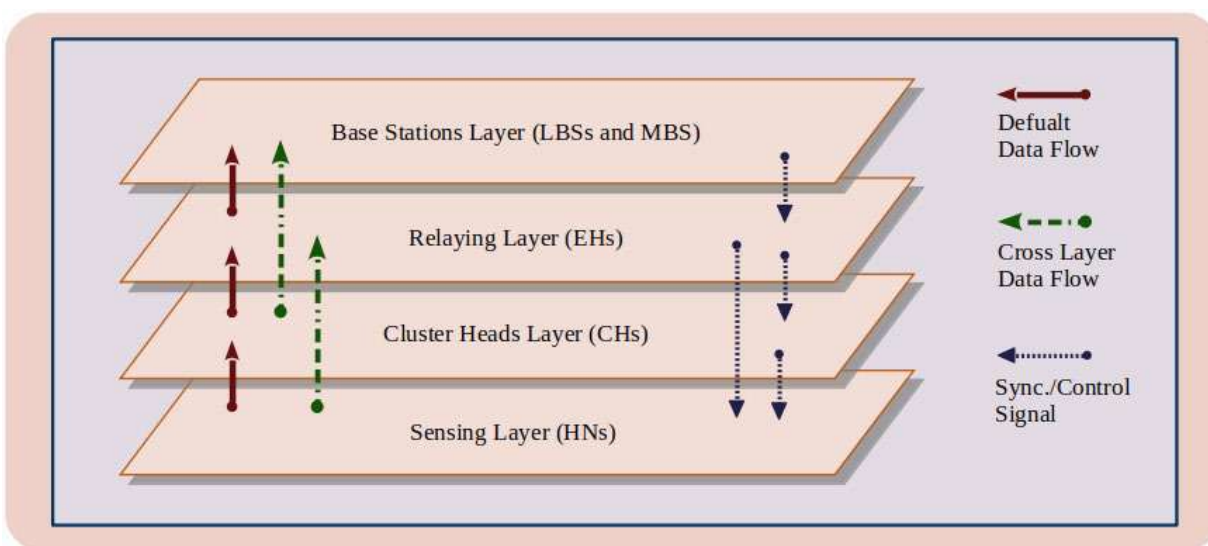 Base Stations Layer (LBSs and MBS)
Relaying Layer (EHs)
Cluster Heads Layer (CHs)
Sensing Layer (HNs)
Defualt
Data Flow
Cross Layer
Data Flow
Sync./Control
Signal